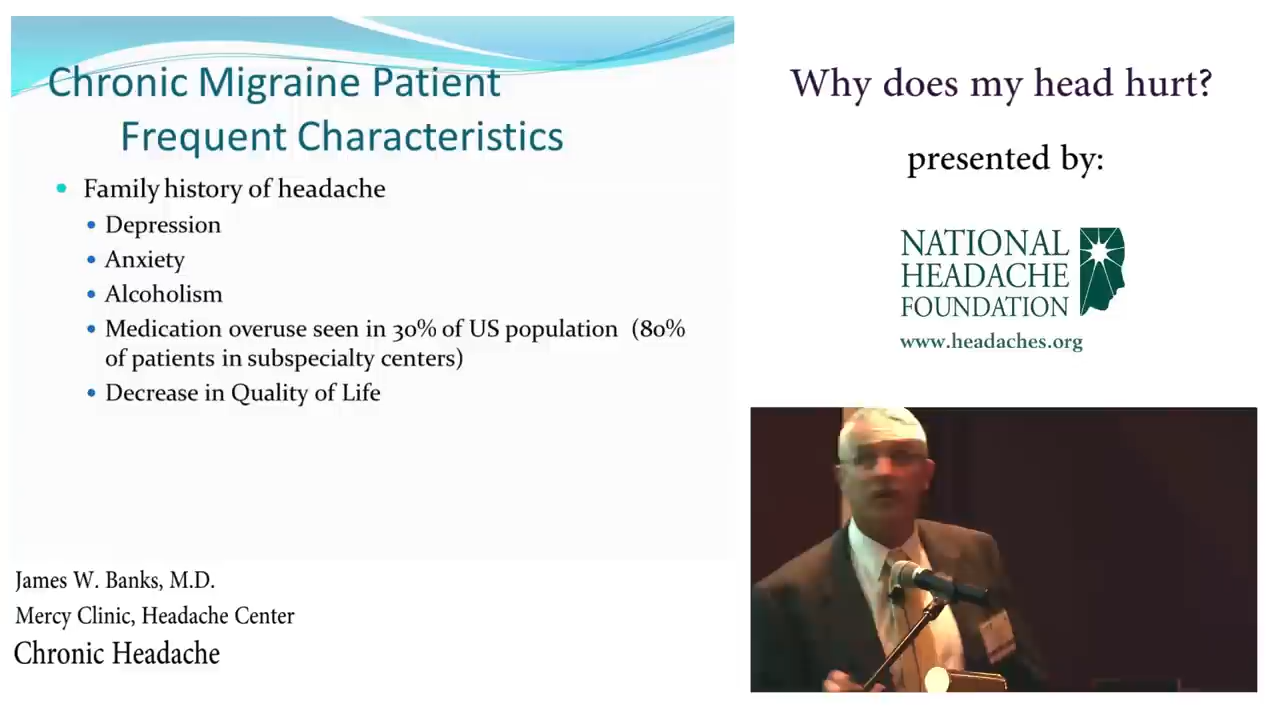 Chronic Migraine Patient
Frequent Characteristics
Family history of headache
Depression
Anxiety
Alcoholism
Medication overuse seen in 30% of US population (80%
of patients in subspecialty centers)
Decrease in Quality of Life
James W. Banks, M.D.
Mercy Clinic, Headache Center
Chronic Headache
Why does my head hurt?
presented by:
NATIONAL
HEADACHE
FOUNDATION
www.headaches.org